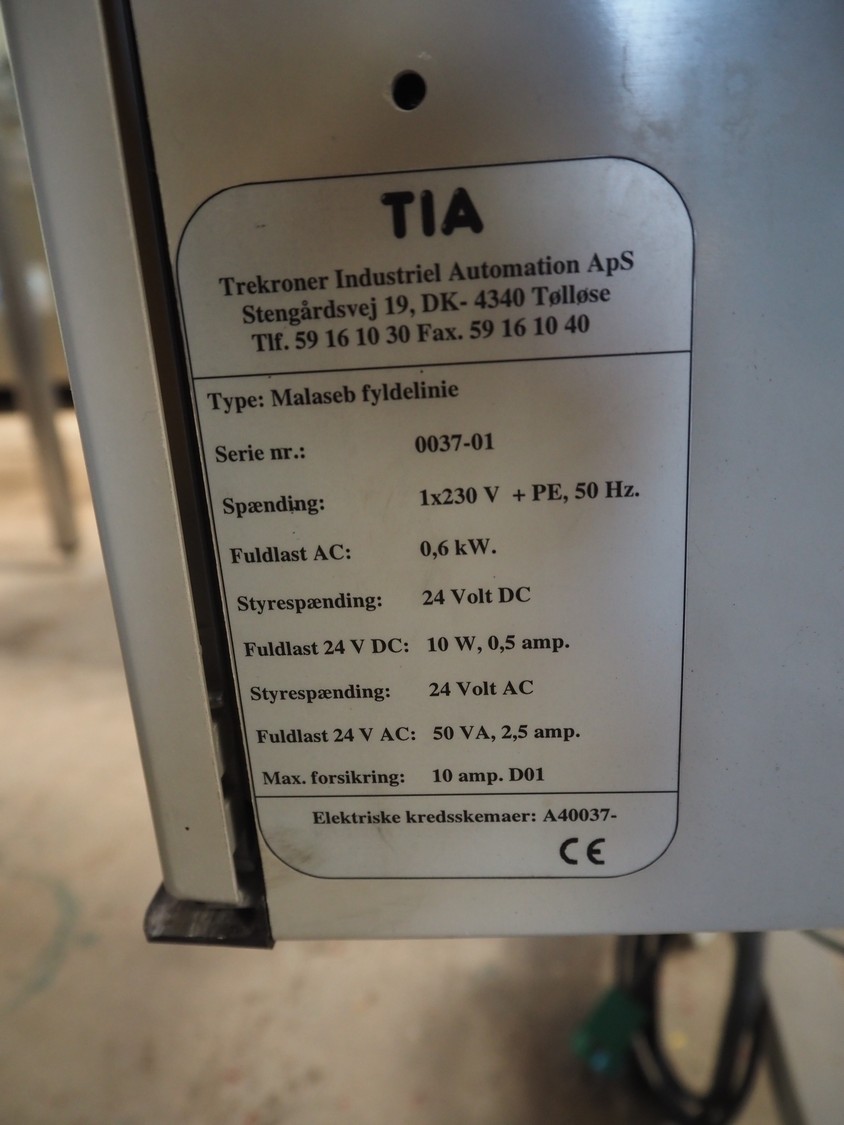 TIA
Trekroner Industriel Automation ApS
Stengårdsvej 19, DK- 4340 Tølløse
Tlf. 59 16 10 30 Fax. 59 16 10 40
Type: Malaseb fyldelinie
Serie nr.: 0037-01
Spænding: 1x230 V + PE, 50 Hz.
Fuldlast AC: 0,6 kW.
Styrespænding: 24 Volt DC
Fuldlast 24 V DC: 10 W, 0,5 amp.
Styrespænding: 24 Volt AC
Fuldlast 24 V AC: 50 VA, 2,5 amp.
Max. forsikring: 10 amp. D01
Elektriske kredsskemaer: A40037-
CE